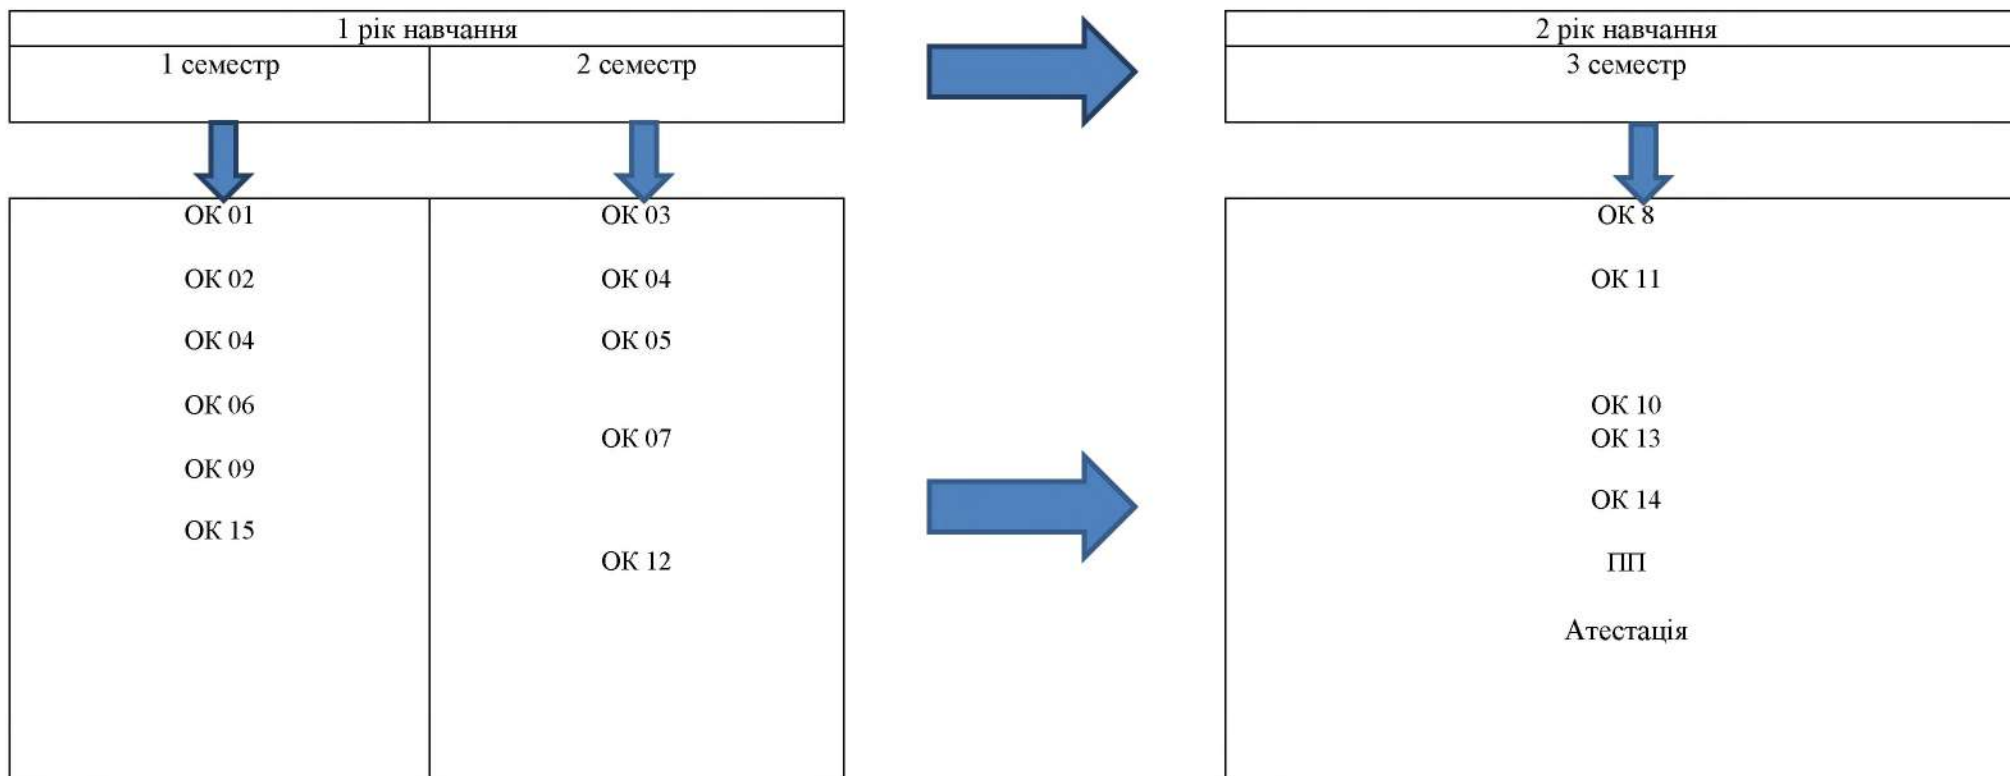 1 рік навчання
1 семестр
2 семестр
ОК 01
ОК 02
ОК 04
ОК 06
ОК 09
ОК 15
ОК 03
ОК 04
ОК 05
ОК 07
ОК 12
2 рік навчання
3 семестр
ОК 8
ОК 11
ОК 10
ОК 13
ОК 14
ПП
Атестація